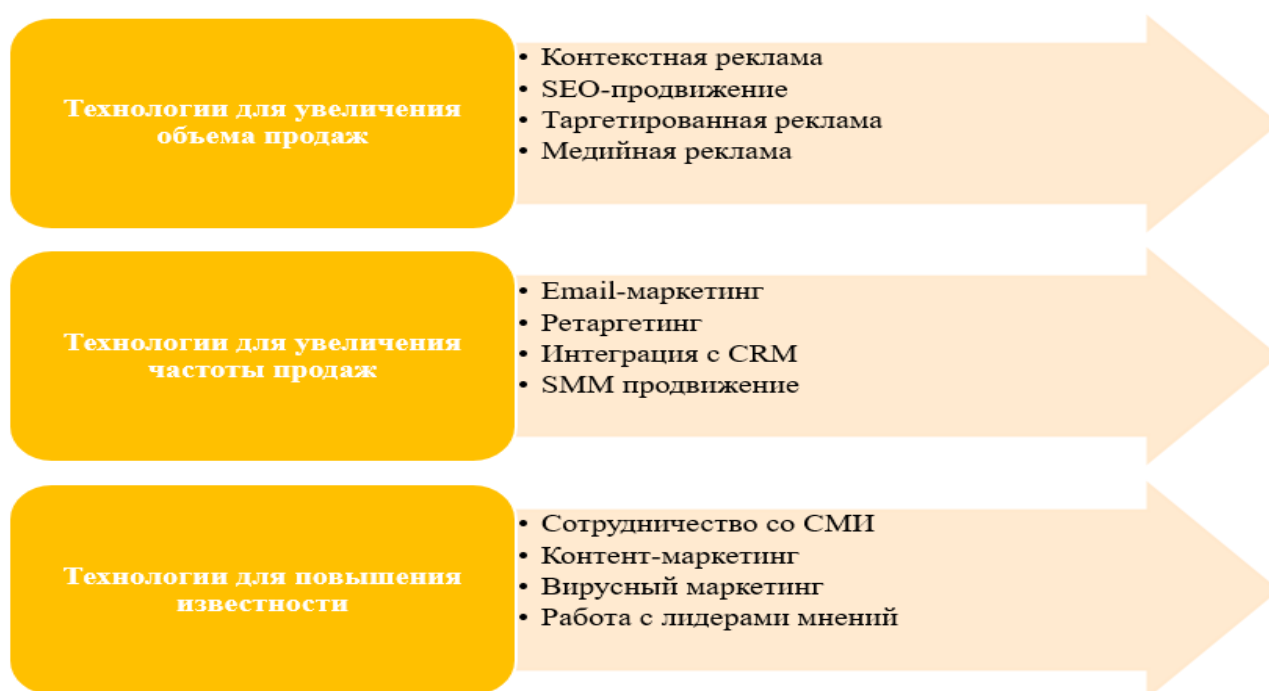 Технологии для увеличения
объема продаж
• Контекстная реклама
• SEO-продвижение
• Таргетированная реклама
• Медийная реклама
Технологии для увеличения
частоты продаж
• Email-маркетинг
• Ретаргетинг
• Интеграция с CRM
• SMM продвижение
Технологии для повышения
известности
• Сотрудничество со СМИ
• Контент-маркетинг
• Вирусный маркетинг
• Работа с лидерами мнений